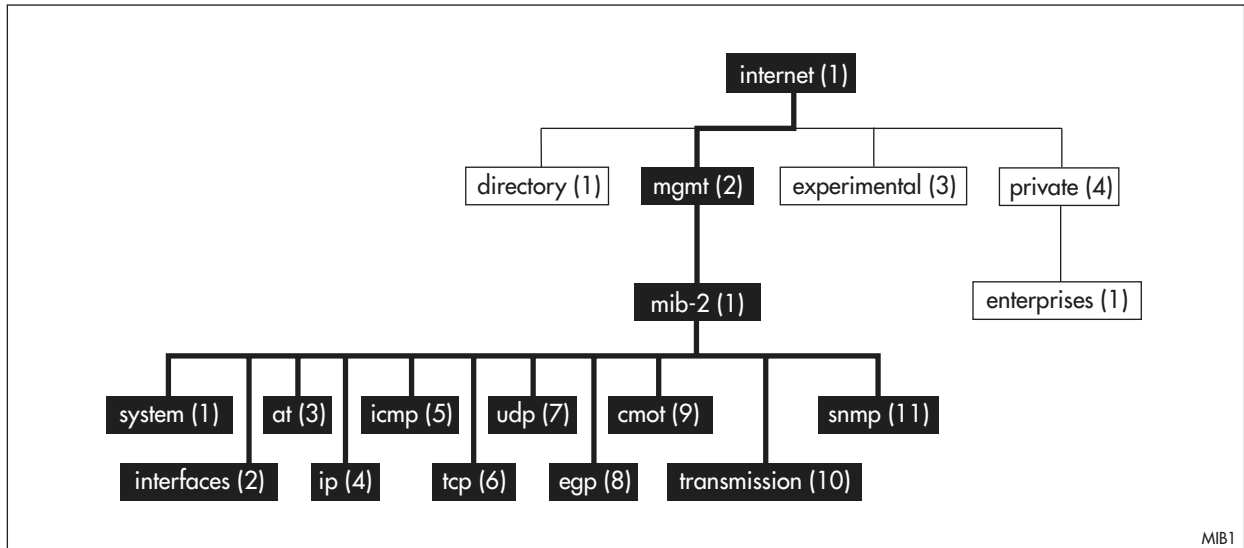 internet (1)
directory (1)
mgmt (2)
experimental (3)
private (4)
mib-2 (1)
enterprises (1)
system (1)
at (3)
icmp (5)
udp (7)
cmot (9)
snmp (11)
interfaces (2)
ip (4)
tcp (6)
egp (8)
transmission (10)
MIB1